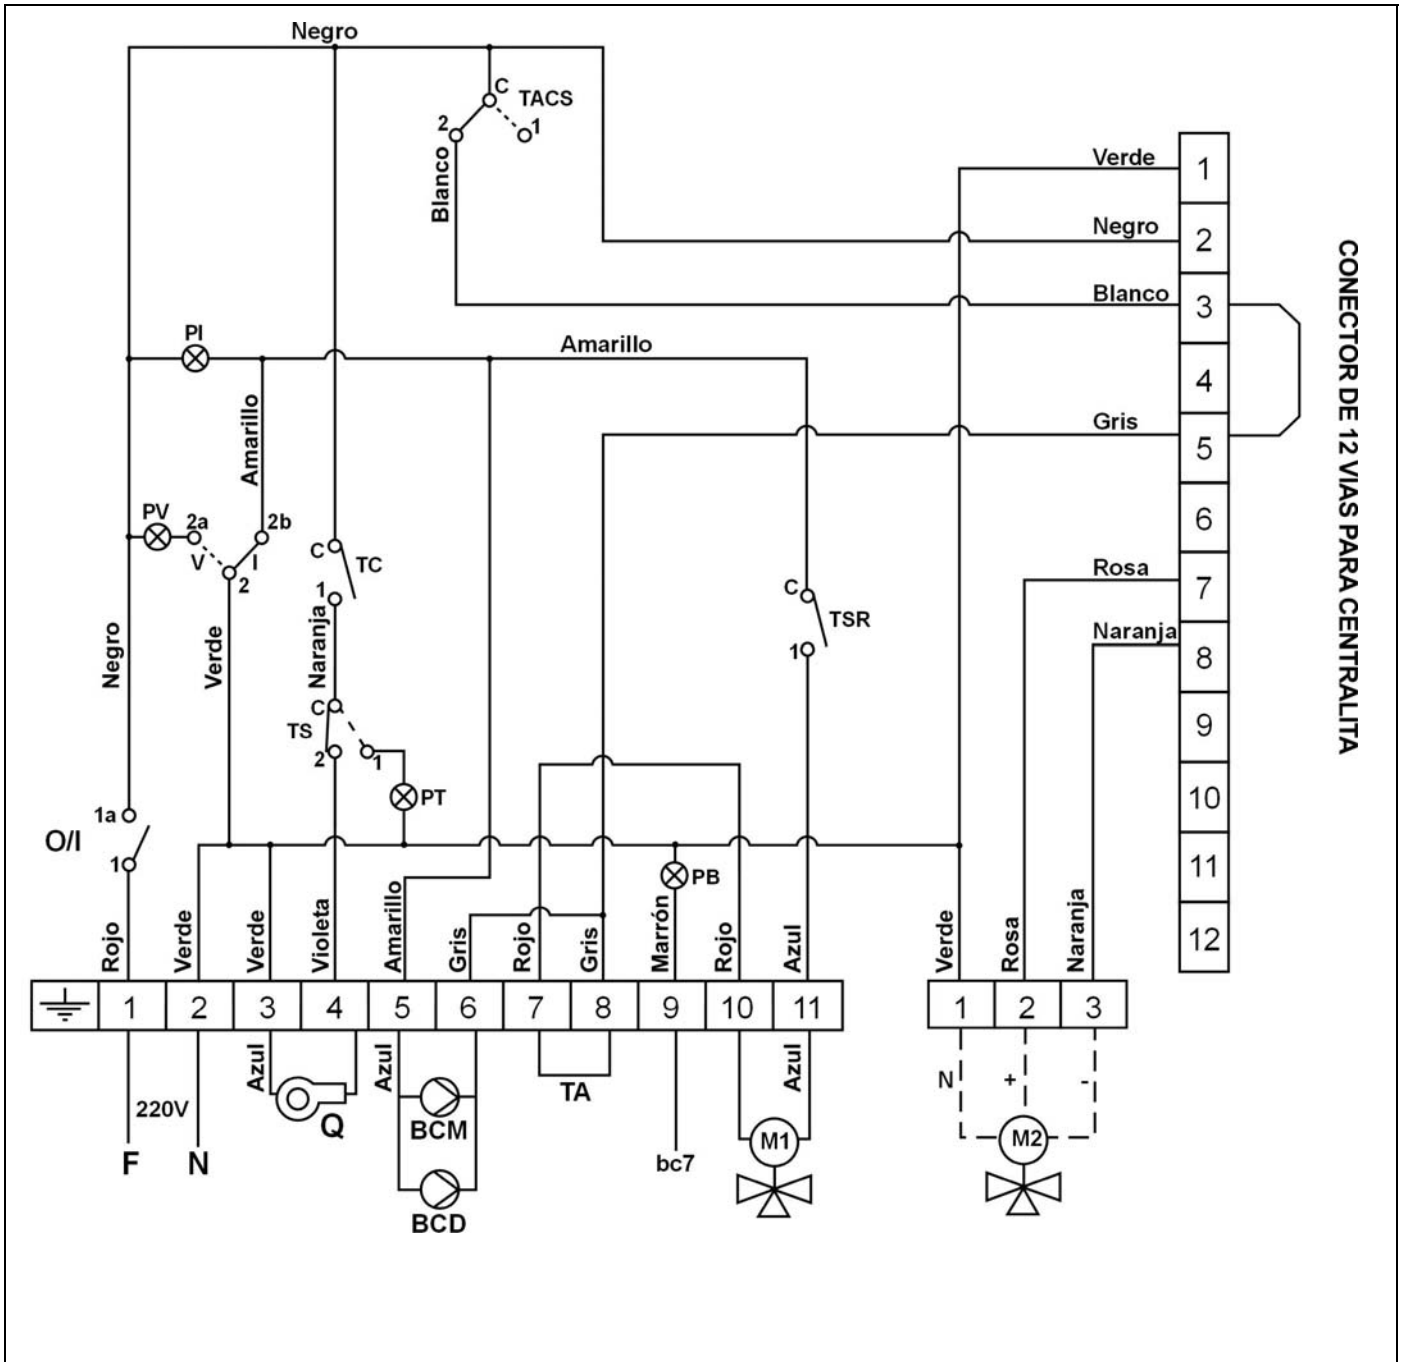 Negro
C TACS
2 1
Blanco
Verde 1
Negro 2
Blanco 3
4
Gris 5
6
Rosa 7
Naranja 8
9
10
11
12
CONECTOR DE 12 VIAS PARA CENTRALITA
PI
Amarillo
Amarillo
PV 2a 2b
V I
2
C TC
1
C TSR
1
Negro
Verde
Naranja
C
TS
2 1
PT
1a
O/I
1
PB
Rojo Verde Verde Violeta Amarillo Gris Rojo Gris Marrón Rojo Azul Verde Rosa Naranja
1 2 3 4 5 6 7 8 9 10 11 1 2 3
Azul Azul Azul
N + -
220V
Q
BCM
TA
M1 M2
F N
bc7
BCD